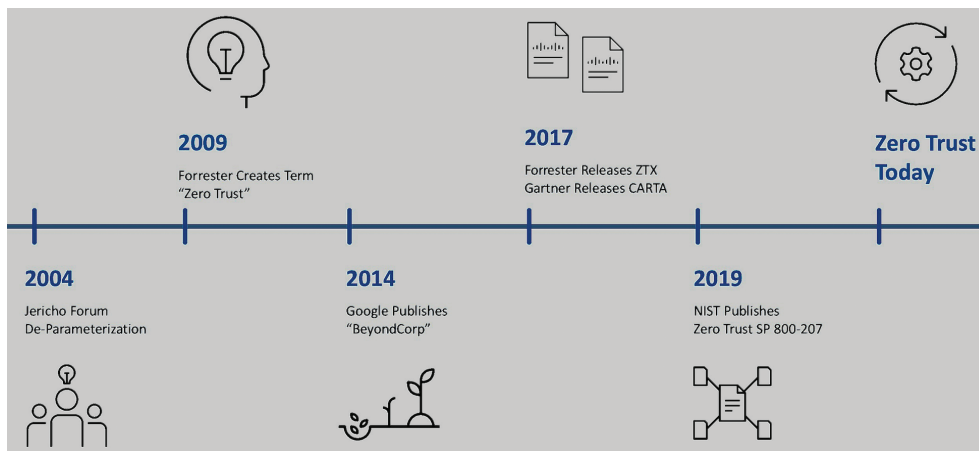 2009
Forrester Creates Term
“Zero Trust”
2017
Forrester Releases ZTX
Gartner Releases CARTA
Zero Trust
Today
2004
Jericho Forum
De-Parameterization
2014
Google Publishes
“BeyondCorp”
2019
NIST Publishes
Zero Trust SP 800-207